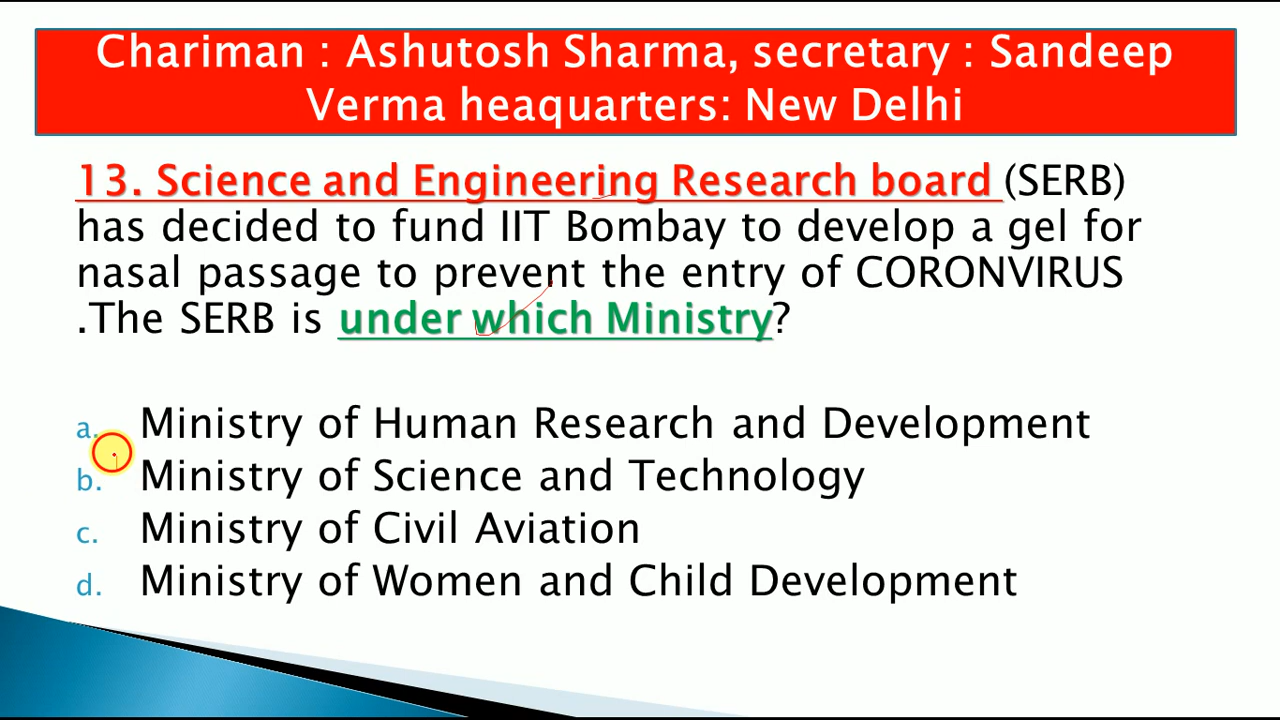 Chariman : Ashutosh Sharma, secretary : Sandeep
Verma heaquarters: New Delhi
13. Science and Engineering Research board (SERB)
has decided to fund IIT Bombay to develop a gel for
nasal passage to prevent the entry of CORONVIRUS
.The SERB is under which Ministry?
a. Ministry of Human Research and Development
b. Ministry of Science and Technology
c. Ministry of Civil Aviation
d. Ministry of Women and Child Development